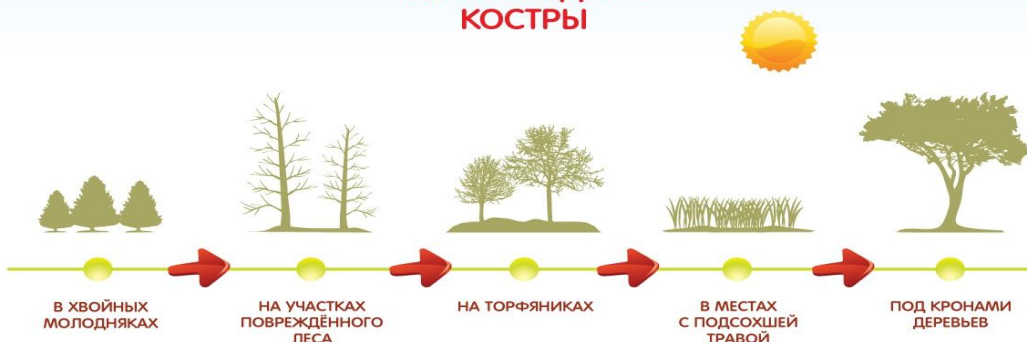 КОСТРЫ
В ХВОЙНЫХ
МОЛОДНЯКАХ
НА УЧАСТКАХ
ПОВРЕЖДЁННОГО
ЛЕСА
НА ТОРФЯНИКАХ
В МЕСТАХ
С ПОДСОХШЕЙ
ТРАВОЙ
ПОД КРОНАМИ
ДЕРЕВЬЕВ